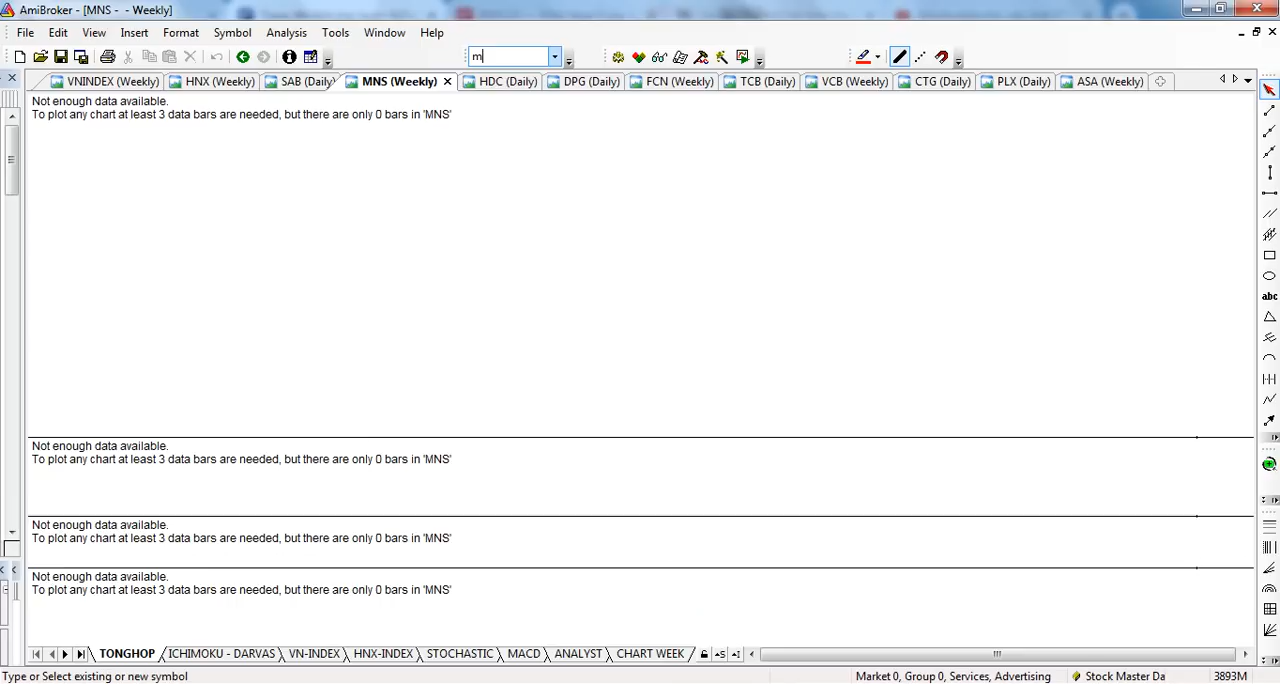 AmiBroker - [MNS - - Weekly]
File Edit View Insert Format Symbol Analysis Tools Window Help
m
VNINDEX (Weekly) HNX (Weekly) SAB (Daily) MNS (Weekly) HDC (Daily) DPG (Daily) FCN (Weekly) TCB (Daily) VCB (Weekly) CTG (Daily) PLX (Daily) ASA (Weekly)
Not enough data available.
To plot any chart at least 3 data bars are needed, but there are only 0 bars in 'MNS'
abc
Not enough data available.
To plot any chart at least 3 data bars are needed, but there are only 0 bars in 'MNS'
Not enough data available.
To plot any chart at least 3 data bars are needed, but there are only 0 bars in 'MNS'
Not enough data available.
To plot any chart at least 3 data bars are needed, but there are only 0 bars in 'MNS'
TONGHOP ICHIMOKU - DARVAS VN-INDEX HNX-INDEX STOCHASTIC MACD ANALYST CHART WEEK
Type or Select existing or new symbol Market 0, Group 0, Services, Advertising Stock Master Da 3893M